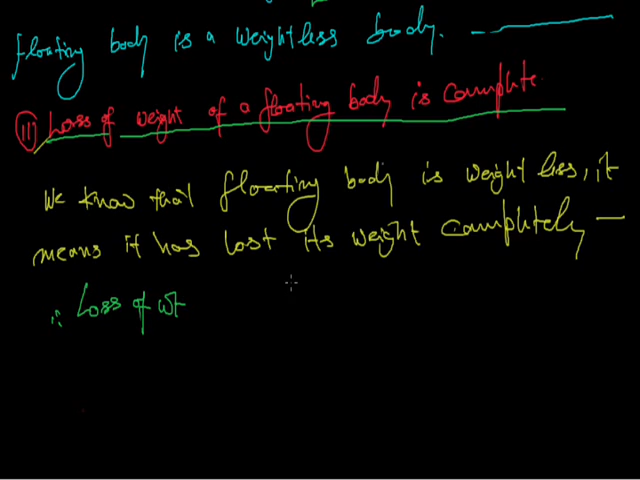 floating body is a weightless body.
(ii) Loss of weight of a floating body is complete
We know that floating body is weight less, it
means it has lost its weight completely
∴ Loss of wt